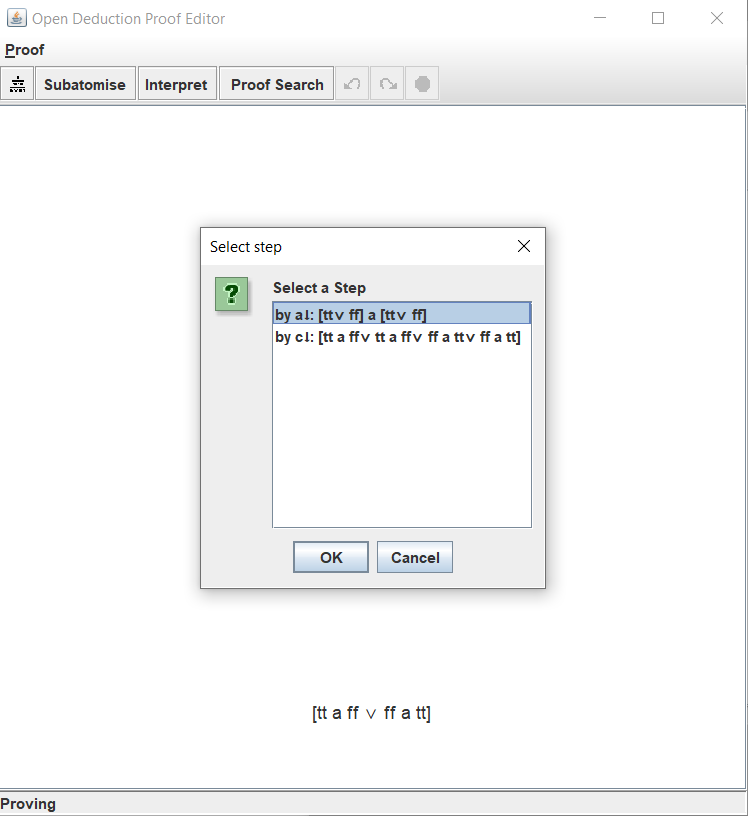 Open Deduction Proof Editor
Proof
Subatomise Interpret Proof Search
Select step
Select a Step
by a↓: [tt∨ ff] a [tt∨ ff]
by c↓: [tt a ff∨ tt a ff∨ ff a tt∨ ff a tt]
OK Cancel
[tt a ff ∨ ff a tt]
Proving